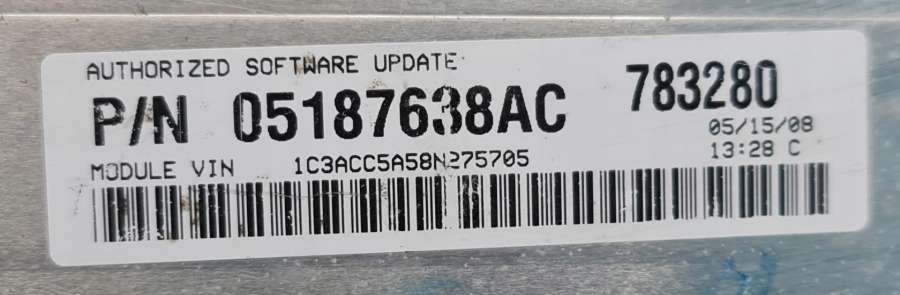 AUTHORIZED SOFTWARE UPDATE
P/N 05187638AC 783280
05/15/08
MODULE VIN 1C3ACC5A58N275705 13:28 C